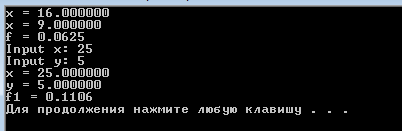 x = 16.000000
x = 9.000000
f = 0.0625
Input x: 25
Input y: 5
x = 25.000000
y = 5.000000
f1 = 0.1106
Для продолжения нажмите любую клавишу . . .